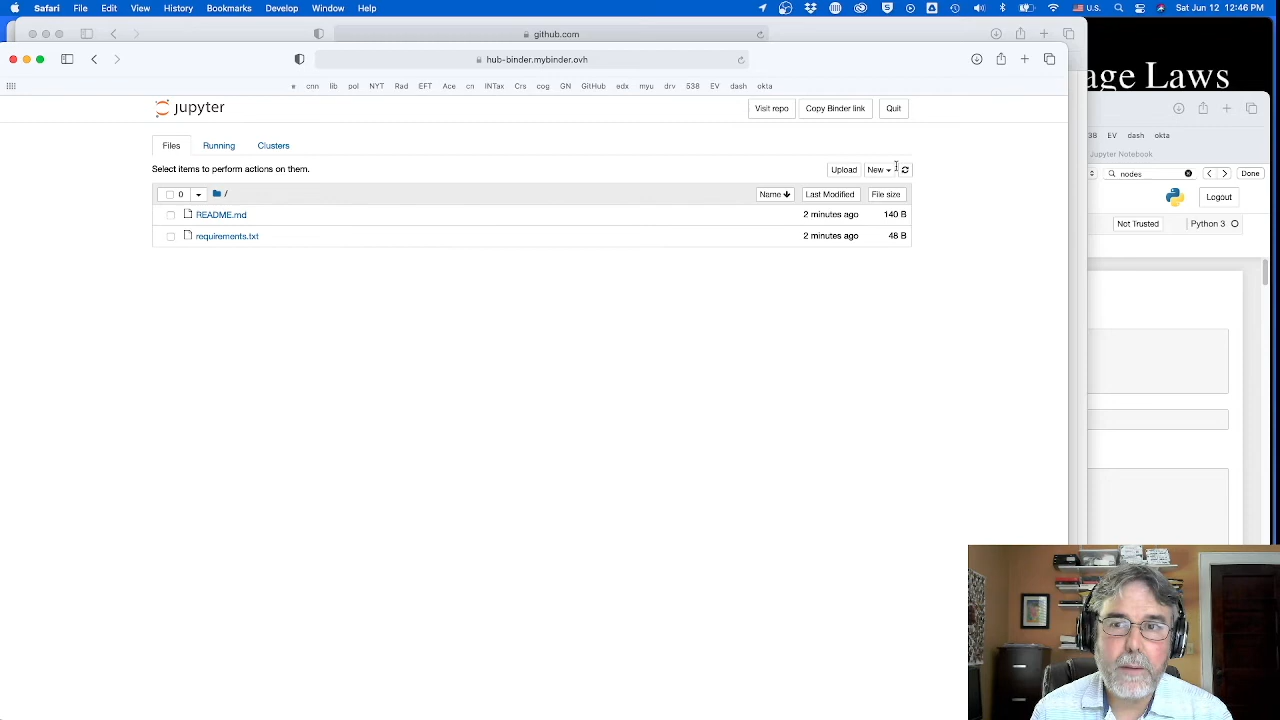 Safari File Edit View History Bookmarks Develop Window Help U.S. Sat Jun 12 12:46 PM
github.com
hub-binder.mybinder.ovh
age Laws
cnn lib pol NYT Rad EFT Ace cn INTax Crs cog GN GitHub edx myu drv 538 EV dash okta
jupyter Visit repo Copy Binder link Quit
38 EV dash okta
Files Running Clusters
Jupyter Notebook
Select items to perform actions on them. Upload New
nodes Done
0 / Name Last Modified File size
Logout
README.md 2 minutes ago 140 B
Not Trusted Python 3
requirements.txt 2 minutes ago 48 B